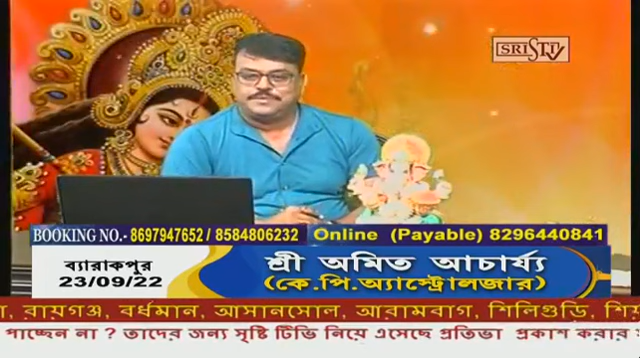 SRISTI TV
BOOKING NO.- 8697947652 / 8584806232 Online (Payable) 8296440841
ব্যারাকপুর
23/09/22
শ্রী অমিত আচার্য্য
(কে.পি.অ্যাস্ট্রোলজার)
রায়গঞ্জ, বর্ধমান, আসানসোল, আরামবাগ, শিলিগুড়ি,
পাচ্ছেন না ? তাদের জন্য সৃষ্টি টিভি নিয়ে এসেছে প্রতিভা প্রকাশ করার